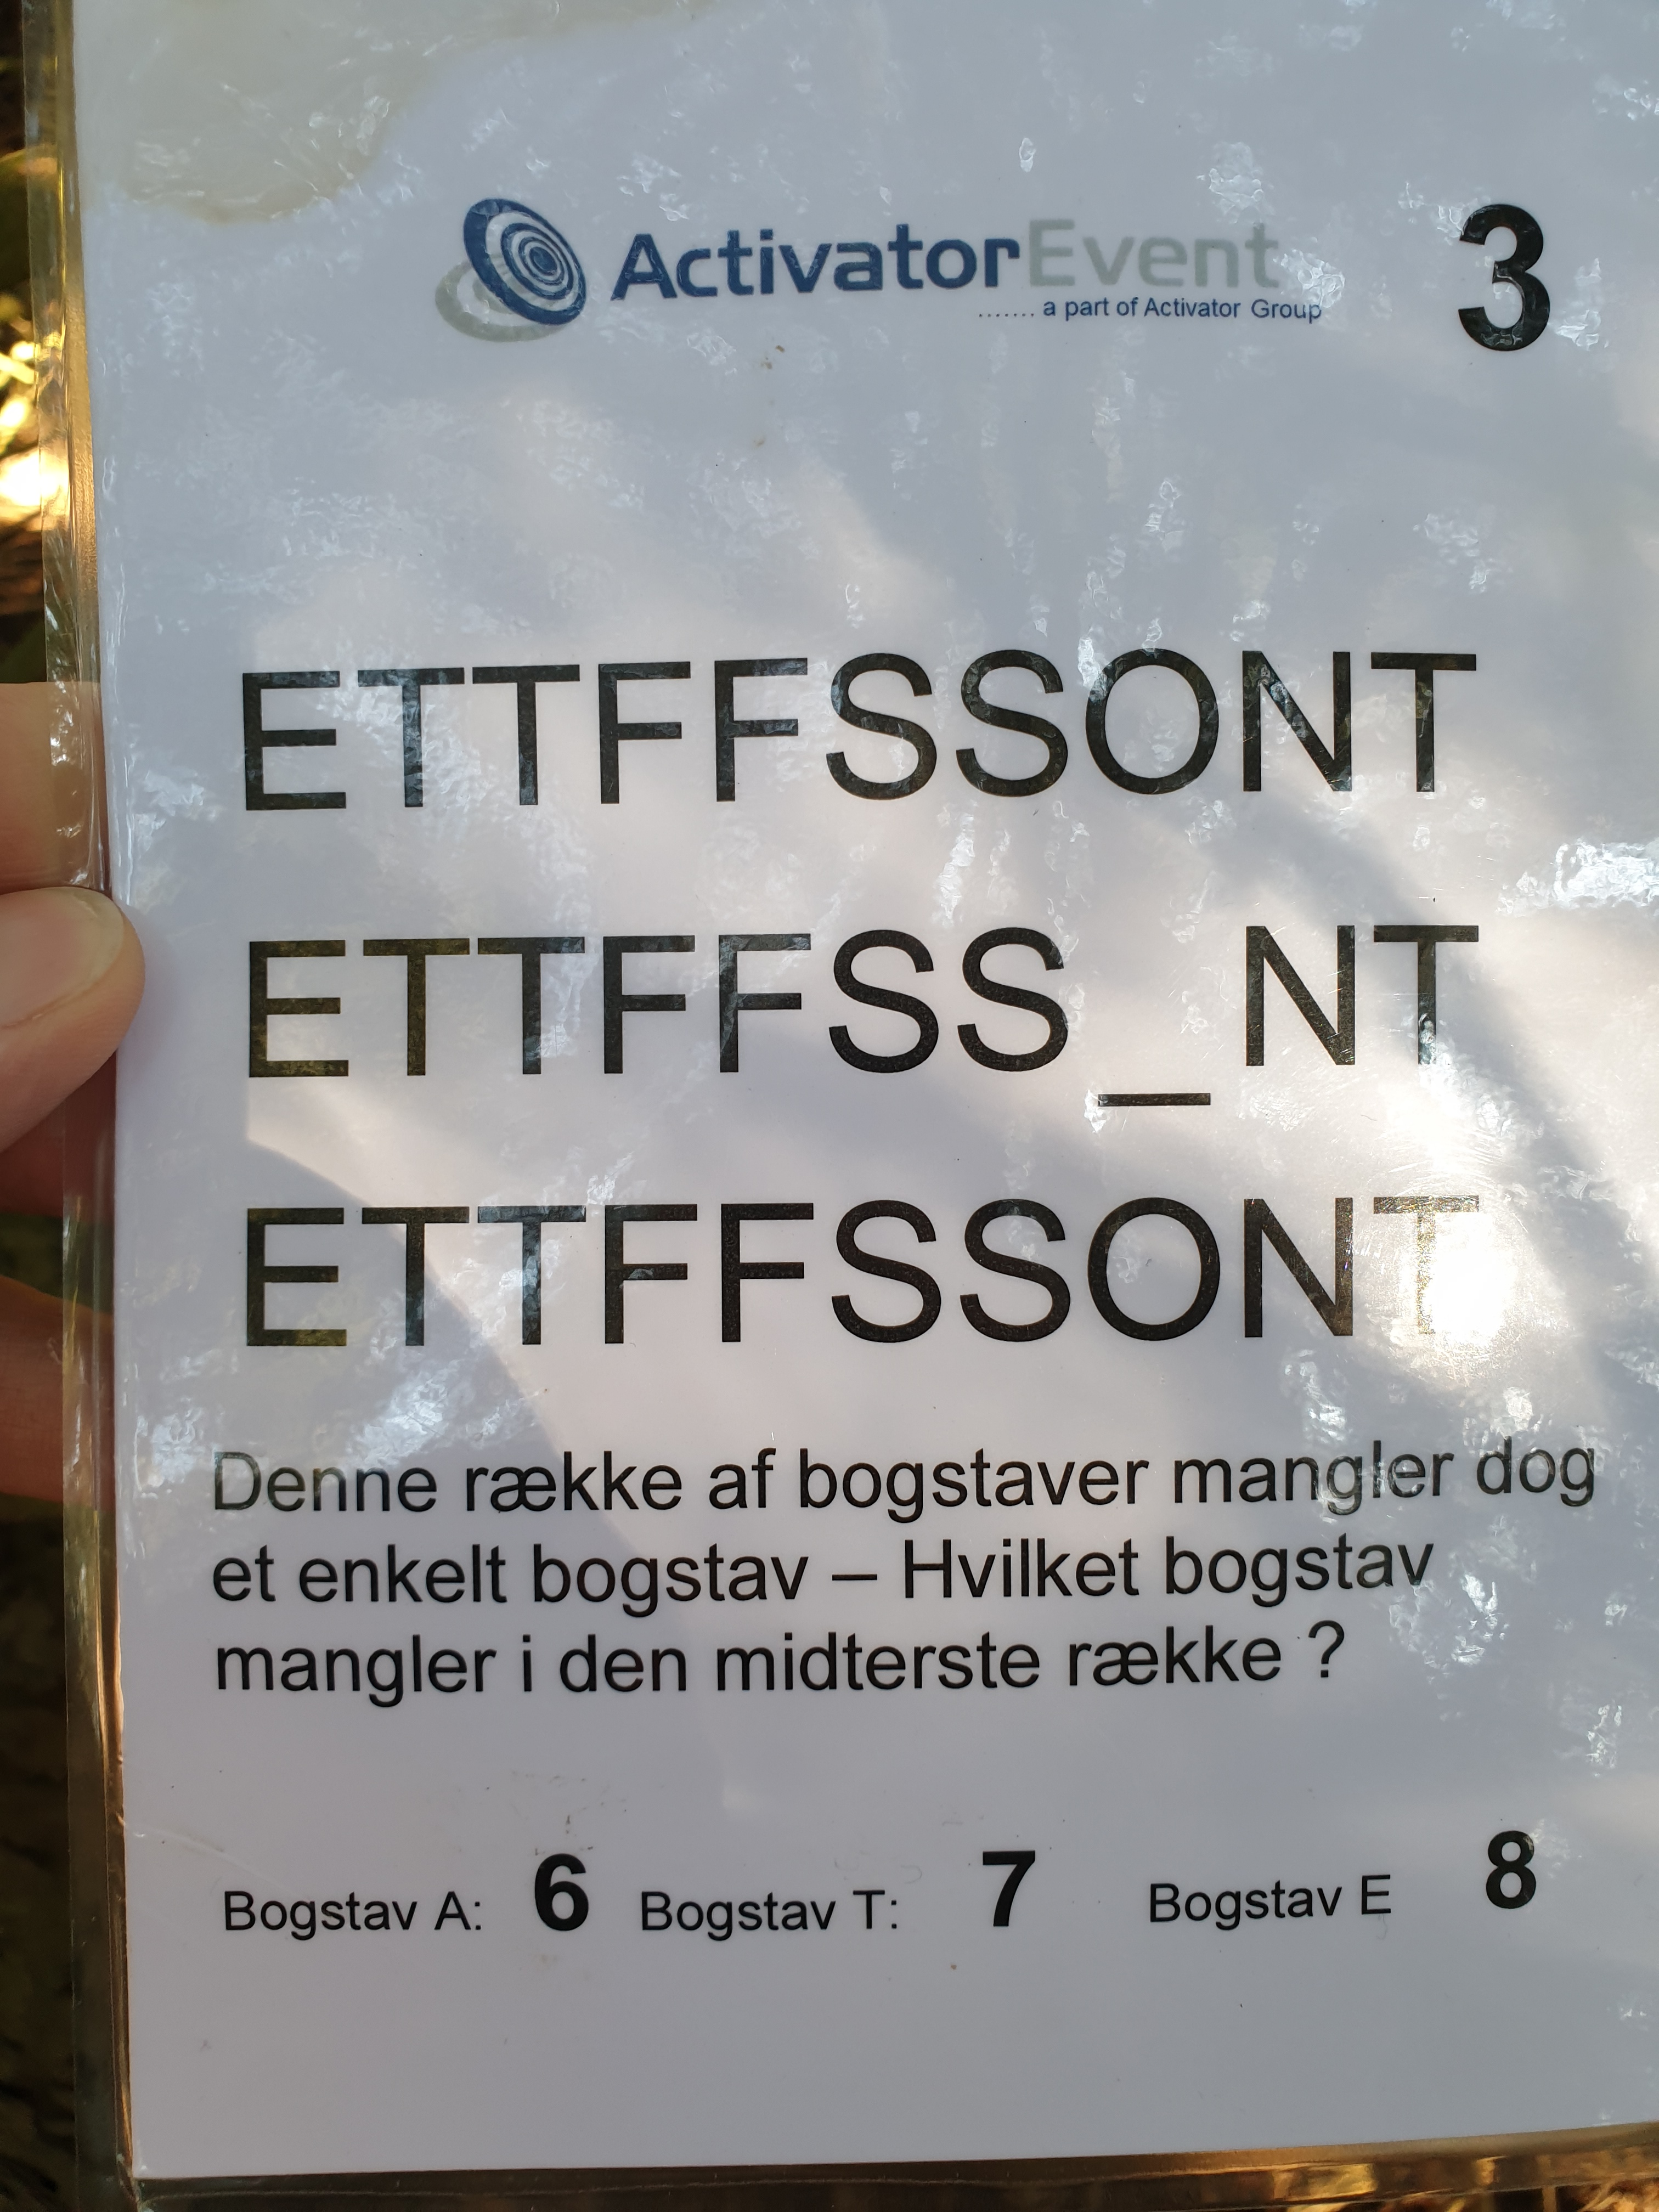 ActivatorEvent
....... a part of Activator Group
3
ETTFFSSONT
ETTFFSS_NT
ETTFFSSONT
Denne række af bogstaver mangler dog
et enkelt bogstav – Hvilket bogstav
mangler i den midterste række ?
Bogstav A: 6 Bogstav T: 7 Bogstav E 8